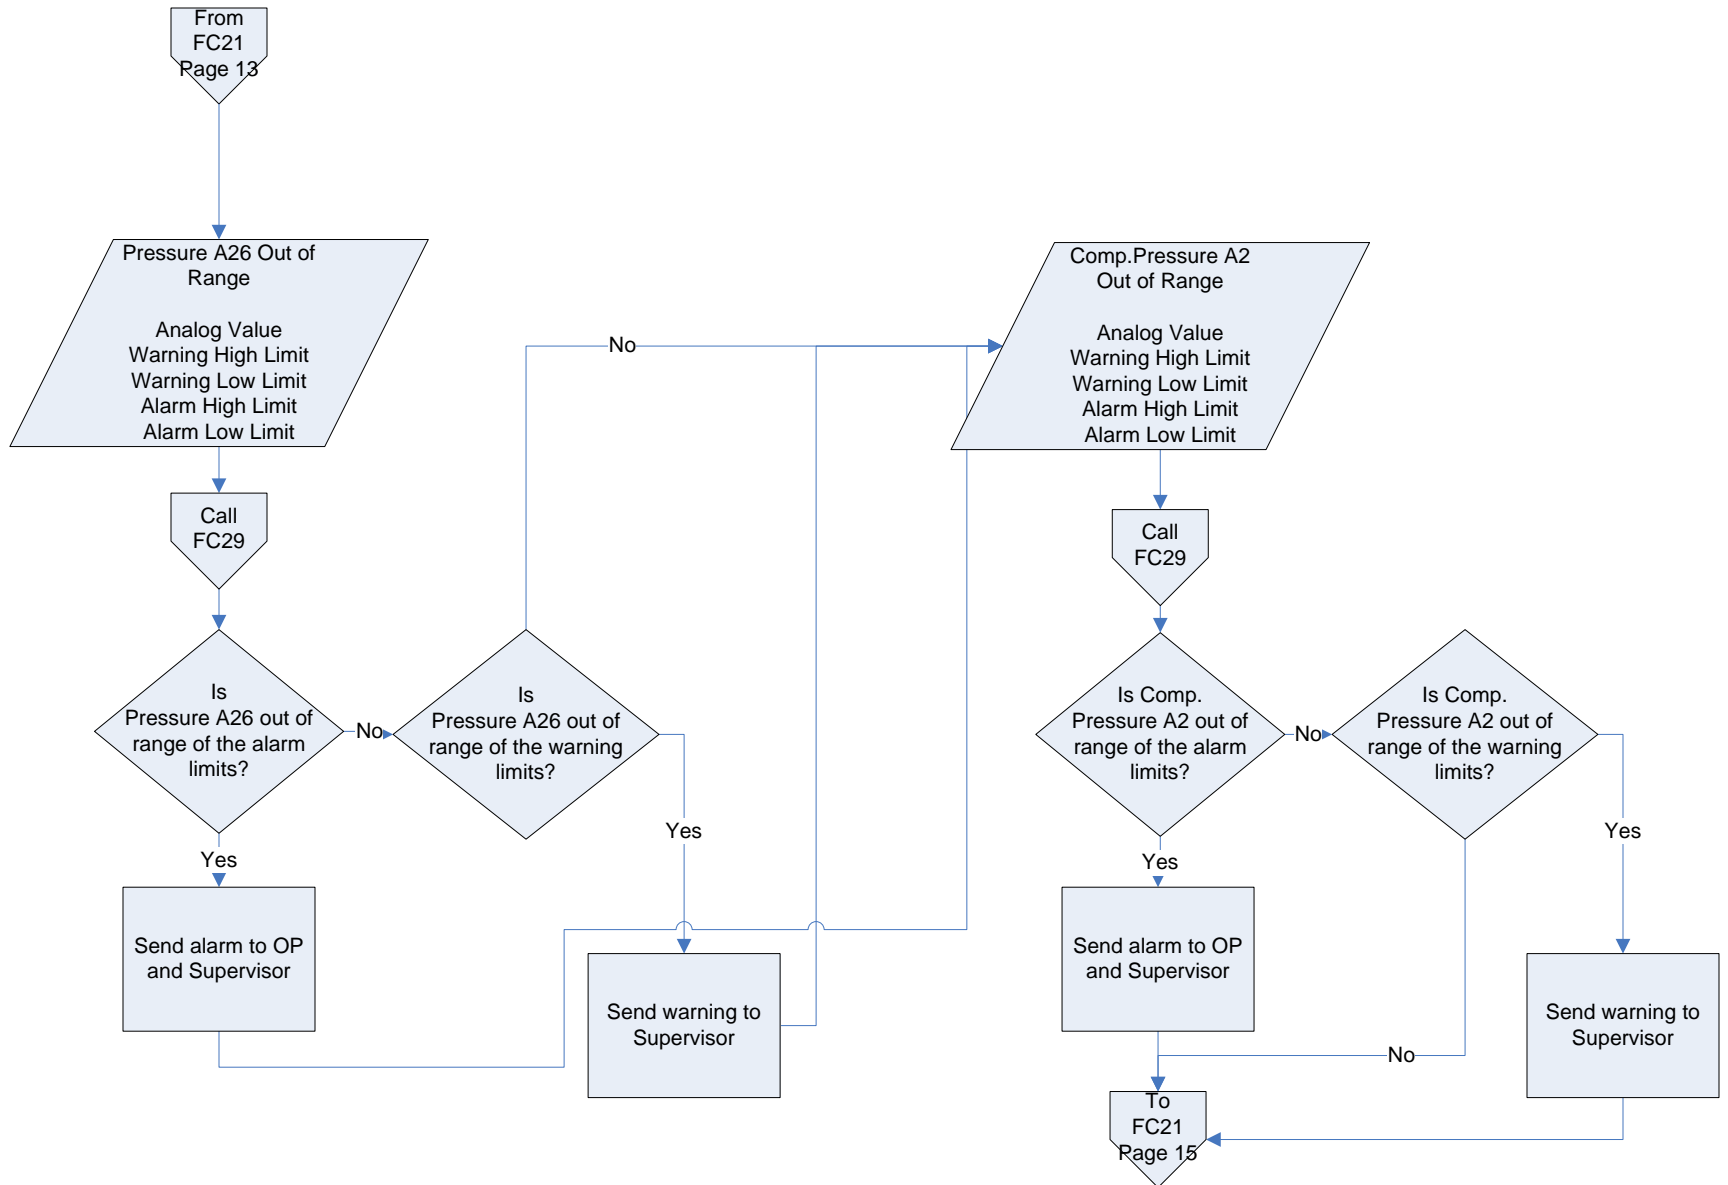 From
FC21
Page 13
Pressure A26 Out of
Range
Analog Value
Warning High Limit
Warning Low Limit
Alarm High Limit
Alarm Low Limit
Call
FC29
Is
Pressure A26 out of
range of the alarm
limits?
No
Is
Pressure A26 out of
range of the warning
limits?
No
Yes
Yes
Send alarm to OP
and Supervisor
Send warning to
Supervisor
Comp.Pressure A2
Out of Range
Analog Value
Warning High Limit
Warning Low Limit
Alarm High Limit
Alarm Low Limit
Call
FC29
Is Comp.
Pressure A2 out of
range of the alarm
limits?
No
Is Comp.
Pressure A2 out of
range of the warning
limits?
Yes
Yes
Send alarm to OP
and Supervisor
Send warning to
Supervisor
No
To
FC21
Page 15